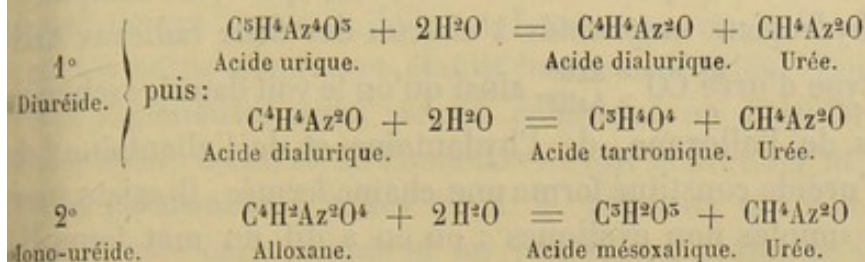 C⁵H⁴Az⁴O³ + 2H²O = C⁴H⁴Az²O + CH⁴Az²O
1° Acide urique. Acide dialurique. Urée.
Diuréide. puis:
C⁴H⁴Az²O + 2H²O = C³H⁴O⁴ + CH⁴Az²O
Acide dialurique. Acide tartronique. Urée.
2° C⁴H²Az²O⁴ + 2H²O = C³H²O⁵ + CH⁴Az²O
Mono-uréide. Alloxane. Acide mésoxalique. Urée.